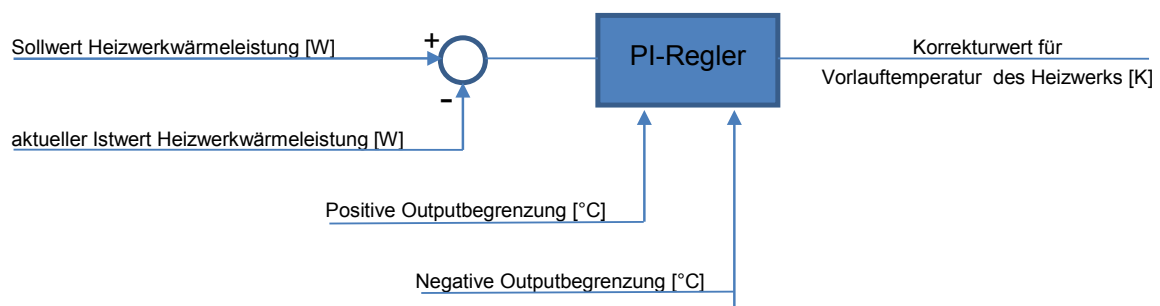 Sollwert Heizwerkwärmeleistung [W]
+
-
PI-Regler
Korrekturwert für
Vorlauftemperatur des Heizwerks [K]
aktueller Istwert Heizwerkwärmeleistung [W]
Positive Outputbegrenzung [°C]
Negative Outputbegrenzung [°C]